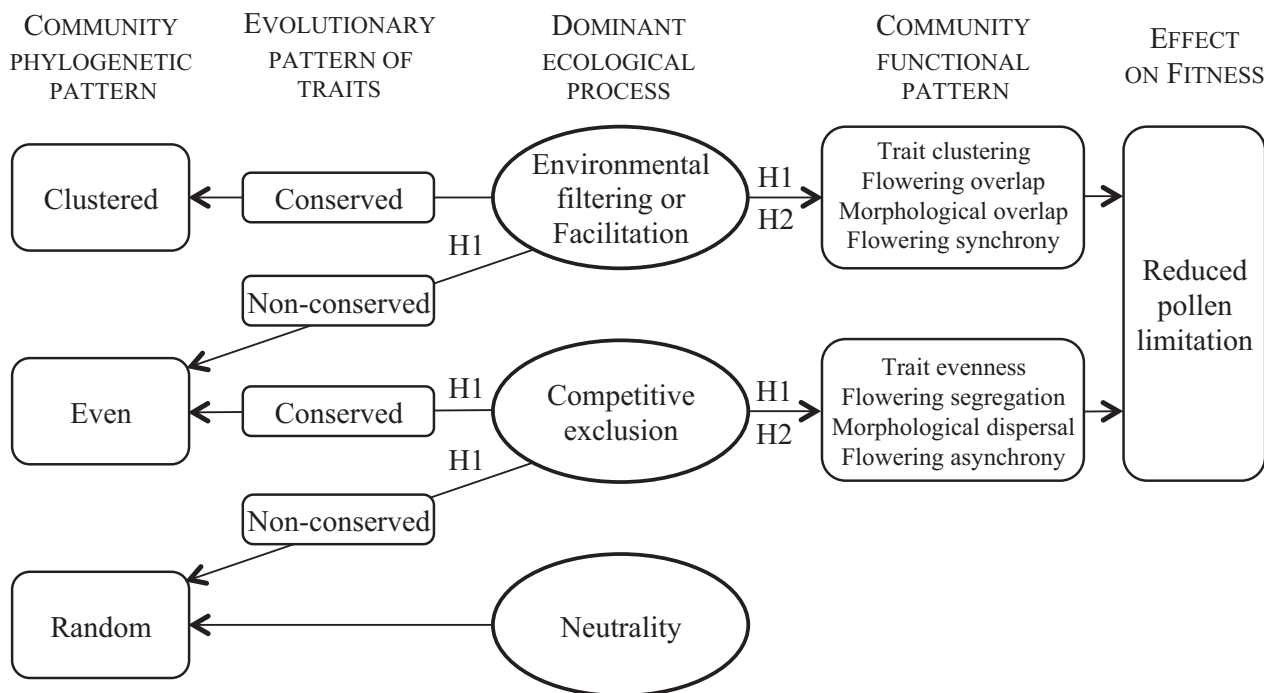 COMMUNITY
PHYLOGENETIC
PATTERN
EVOLUTIONARY
PATTERN OF
TRAITS
DOMINANT
ECOLOGICAL
PROCESS
COMMUNITY
FUNCTIONAL
PATTERN
EFFECT
ON FITNESS
Clustered
Conserved
Environmental
filtering or
Facilitation
H1
H2
Trait clustering
Flowering overlap
Morphological overlap
Flowering synchrony
H1
Non-conserved
Reduced
pollen
limitation
Even
Conserved
H1
Competitive
exclusion
H1
H2
Trait evenness
Flowering segregation
Morphological dispersal
Flowering asynchrony
H1
Non-conserved
Random
Neutrality